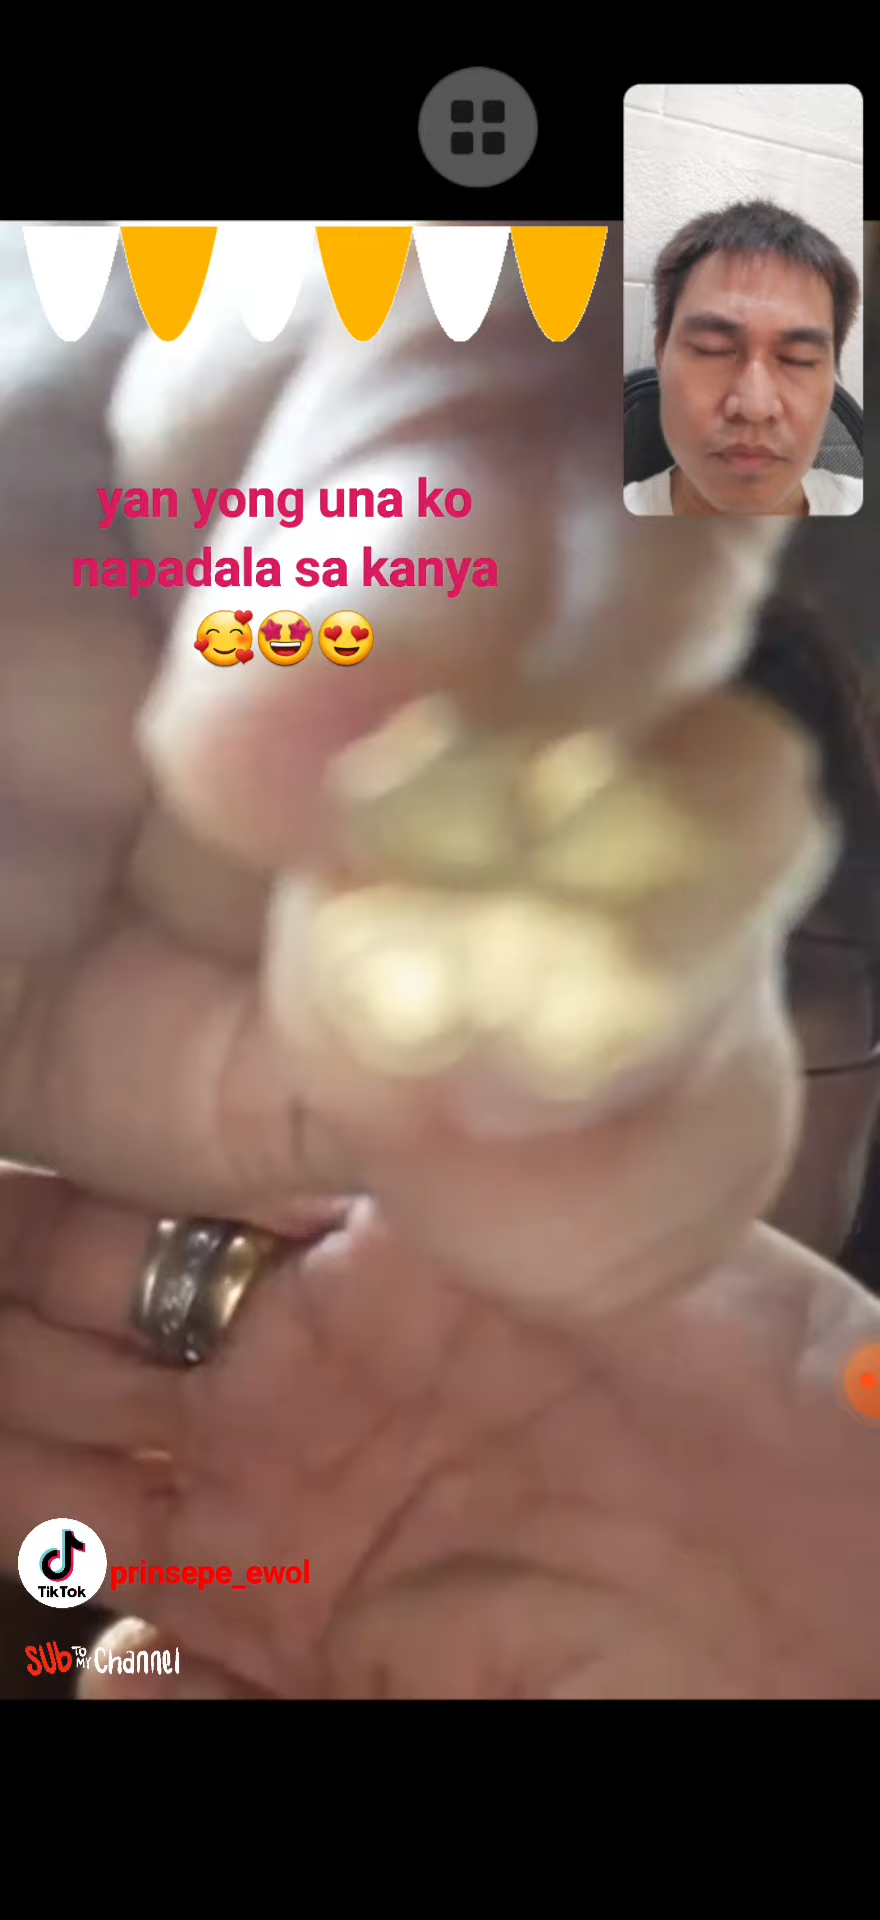 yan yong una ko
napadala sa kanya
🥰🤩😍
TikTok
prinsepe_ewol
SUb TO MY Channel